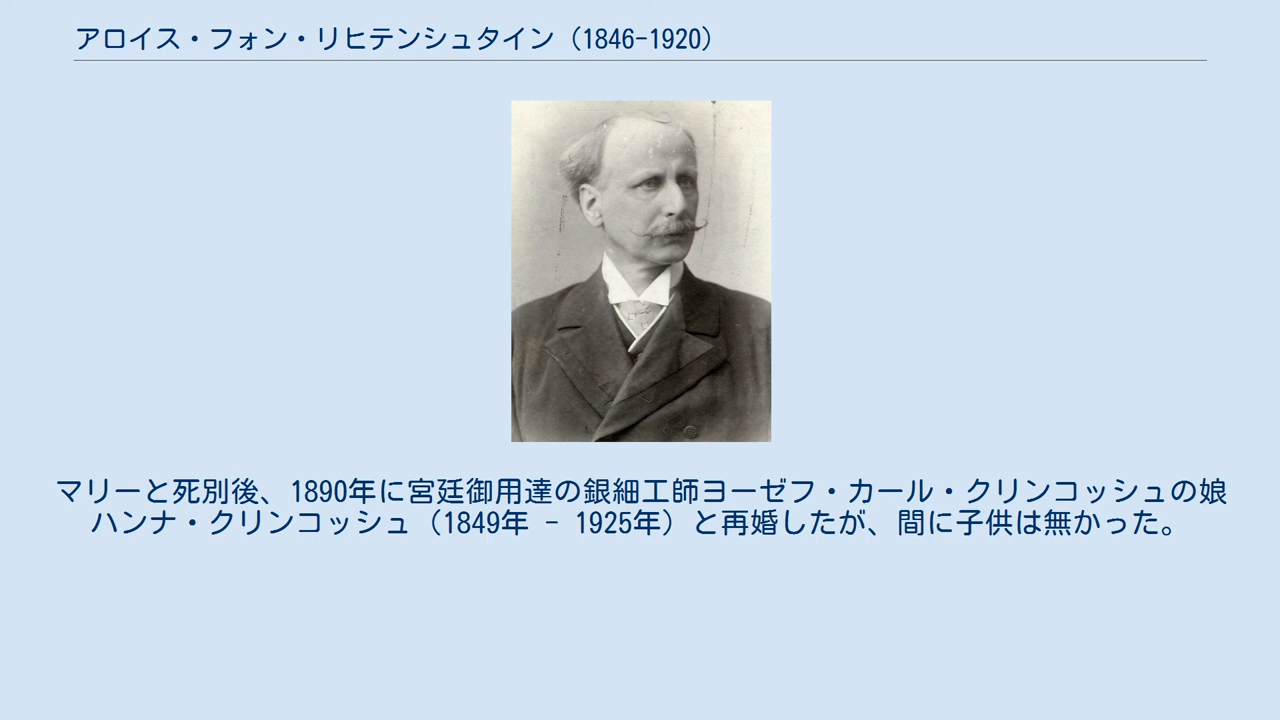 アロイス・フォン・リヒテンシュタイン（1846-1920）
マリーと死別後、1890年に宮廷御用達の銀細工師ヨーゼフ・カール・クリンコッシュの娘
ハンナ・クリンコッシュ（1849年 - 1925年）と再婚したが、間に子供は無かった。